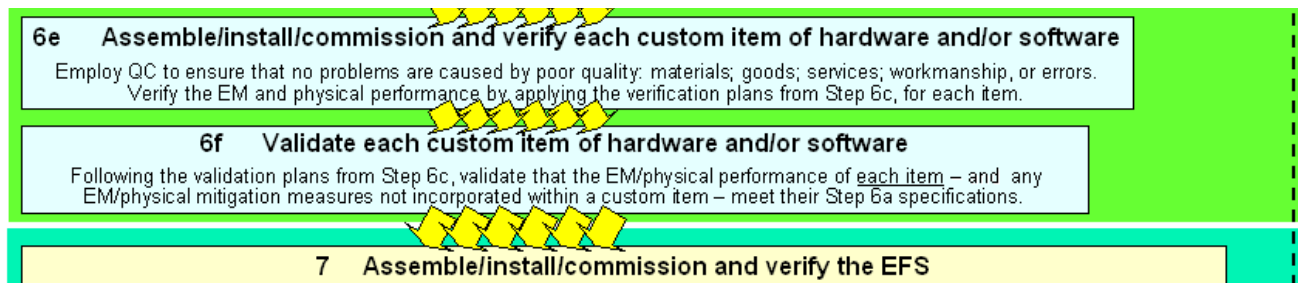 6e Assemble/install/commission and verify each custom item of hardware and/or software
Employ QC to ensure that no problems are caused by poor quality: materials; goods; services; workmanship, or errors.
Verify the EM and physical performance by applying the verification plans from Step 6c, for each item.
6f Validate each custom item of hardware and/or software
Following the validation plans from Step 6c, validate that the EM/physical performance of each item – and any
EM/physical mitigation measures not incorporated within a custom item – meet their Step 6a specifications.
7 Assemble/install/commission and verify the EFS